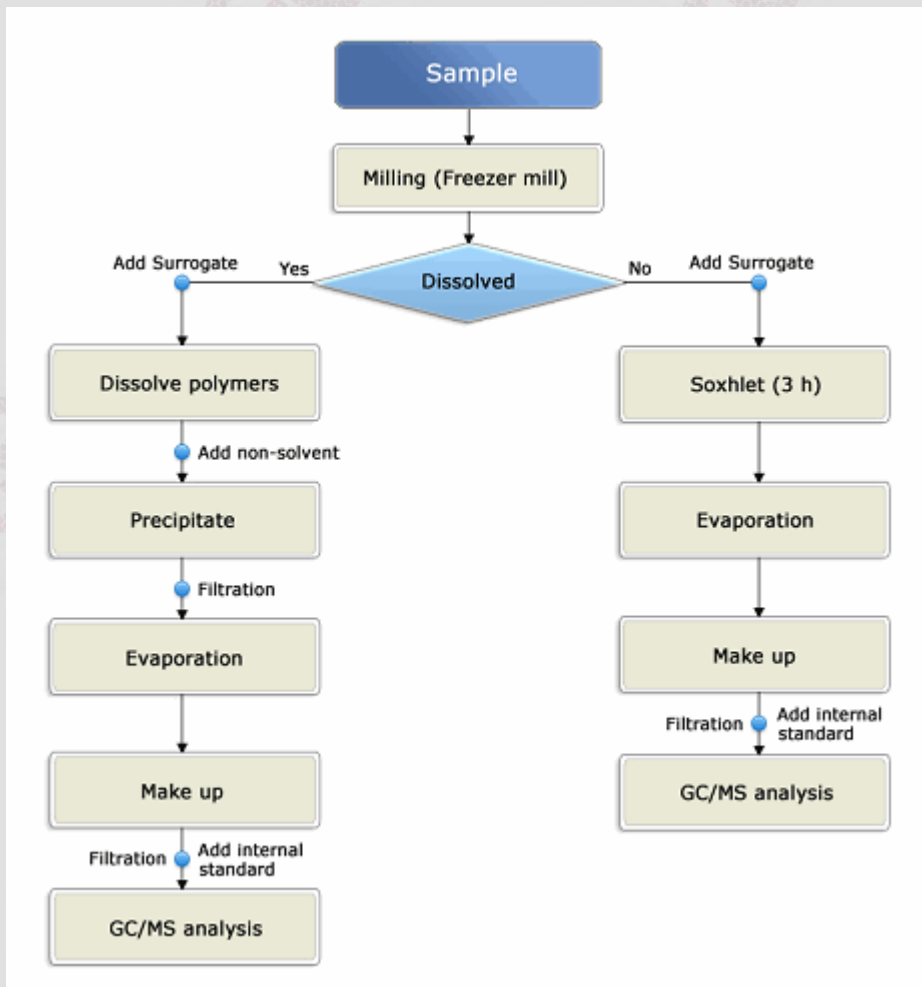 Sample
Milling (Freezer mill)
Add Surrogate
Yes
Dissolved
No
Add Surrogate
Dissolve polymers
Add non-solvent
Precipitate
Filtration
Evaporation
Make up
Filtration
Add internal
standard
GC/MS analysis
Soxhlet (3 h)
Evaporation
Make up
Filtration
Add internal
standard
GC/MS analysis